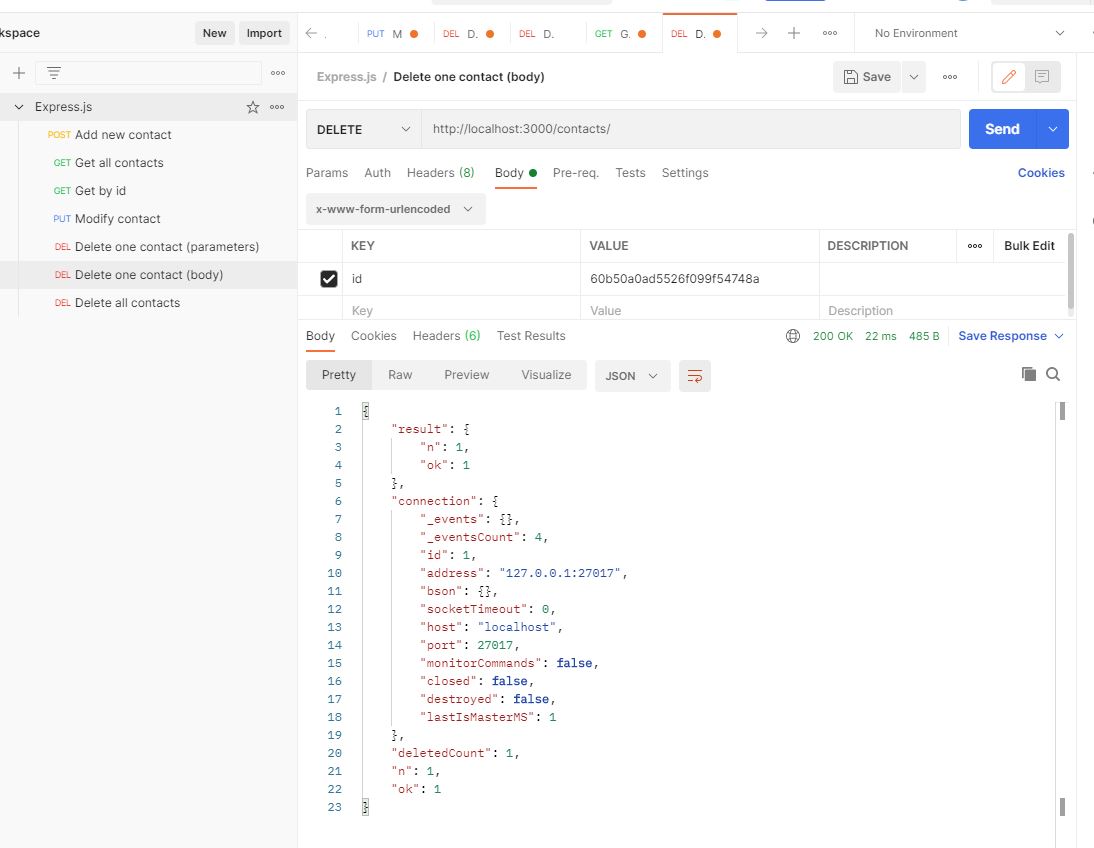 kspace
New Import
Express.js
POST Add new contact
GET Get all contacts
GET Get by id
PUT Modify contact
DEL Delete one contact (parameters)
DEL Delete one contact (body)
DEL Delete all contacts
. PUT M DEL D. DEL D. GET G. DEL D. No Environment
Express.js / Delete one contact (body) Save
DELETE http://localhost:3000/contacts/ Send
Params Auth Headers (8) Body Pre-req. Tests Settings Cookies
x-www-form-urlencoded
KEY VALUE DESCRIPTION Bulk Edit
id 60b50a0ad5526f099f54748a
Key Value Description
Body Cookies Headers (6) Test Results 200 OK 22 ms 485 B Save Response
Pretty Raw Preview Visualize JSON
1 {
2 "result": {
3 "n": 1,
4 "ok": 1
5 },
6 "connection": {
7 "_events": {},
8 "_eventsCount": 4,
9 "id": 1,
10 "address": "127.0.0.1:27017",
11 "bson": {},
12 "socketTimeout": 0,
13 "host": "localhost",
14 "port": 27017,
15 "monitorCommands": false,
16 "closed": false,
17 "destroyed": false,
18 "lastIsMasterMS": 1
19 },
20 "deletedCount": 1,
21 "n": 1,
22 "ok": 1
23 }